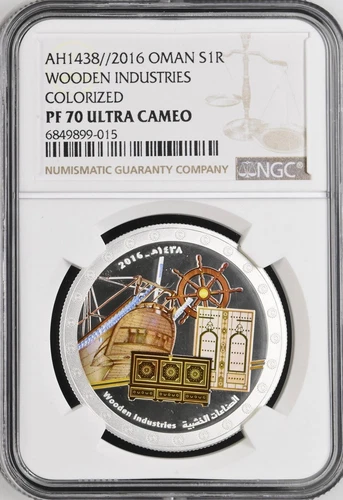 AH1438//2016 OMAN S1R
WOODEN INDUSTRIES
COLORIZED
PF 70 ULTRA CAMEO
6849899-015
NUMISMATIC GUARANTY COMPANY
NGC
2016 - ١٤٣٨هـ
Wooden Industries الصناعات الخشبية